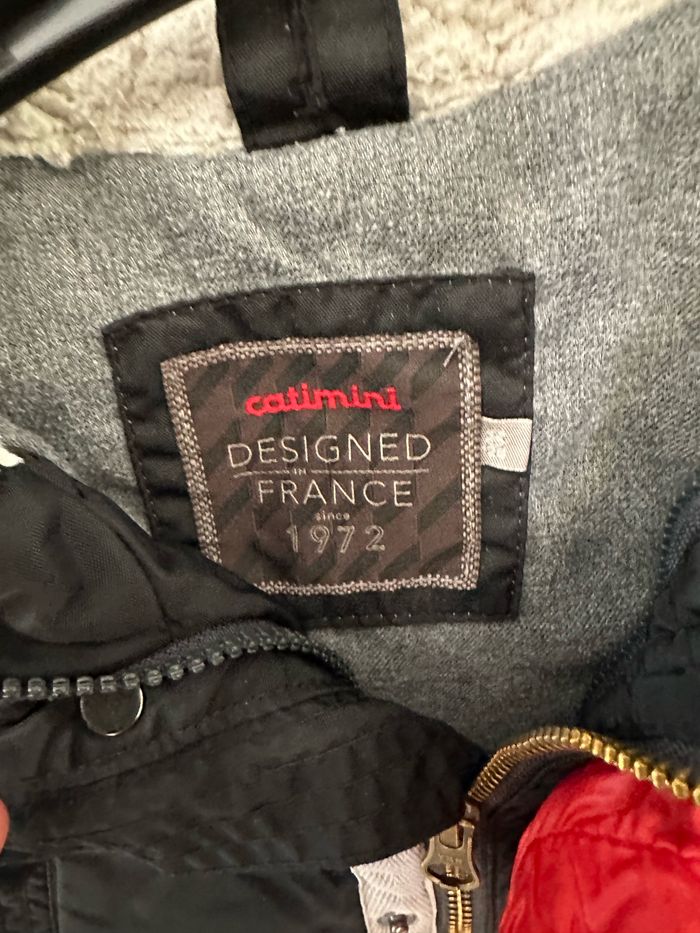 catimini
DESIGNED
IN
FRANCE
since
1972